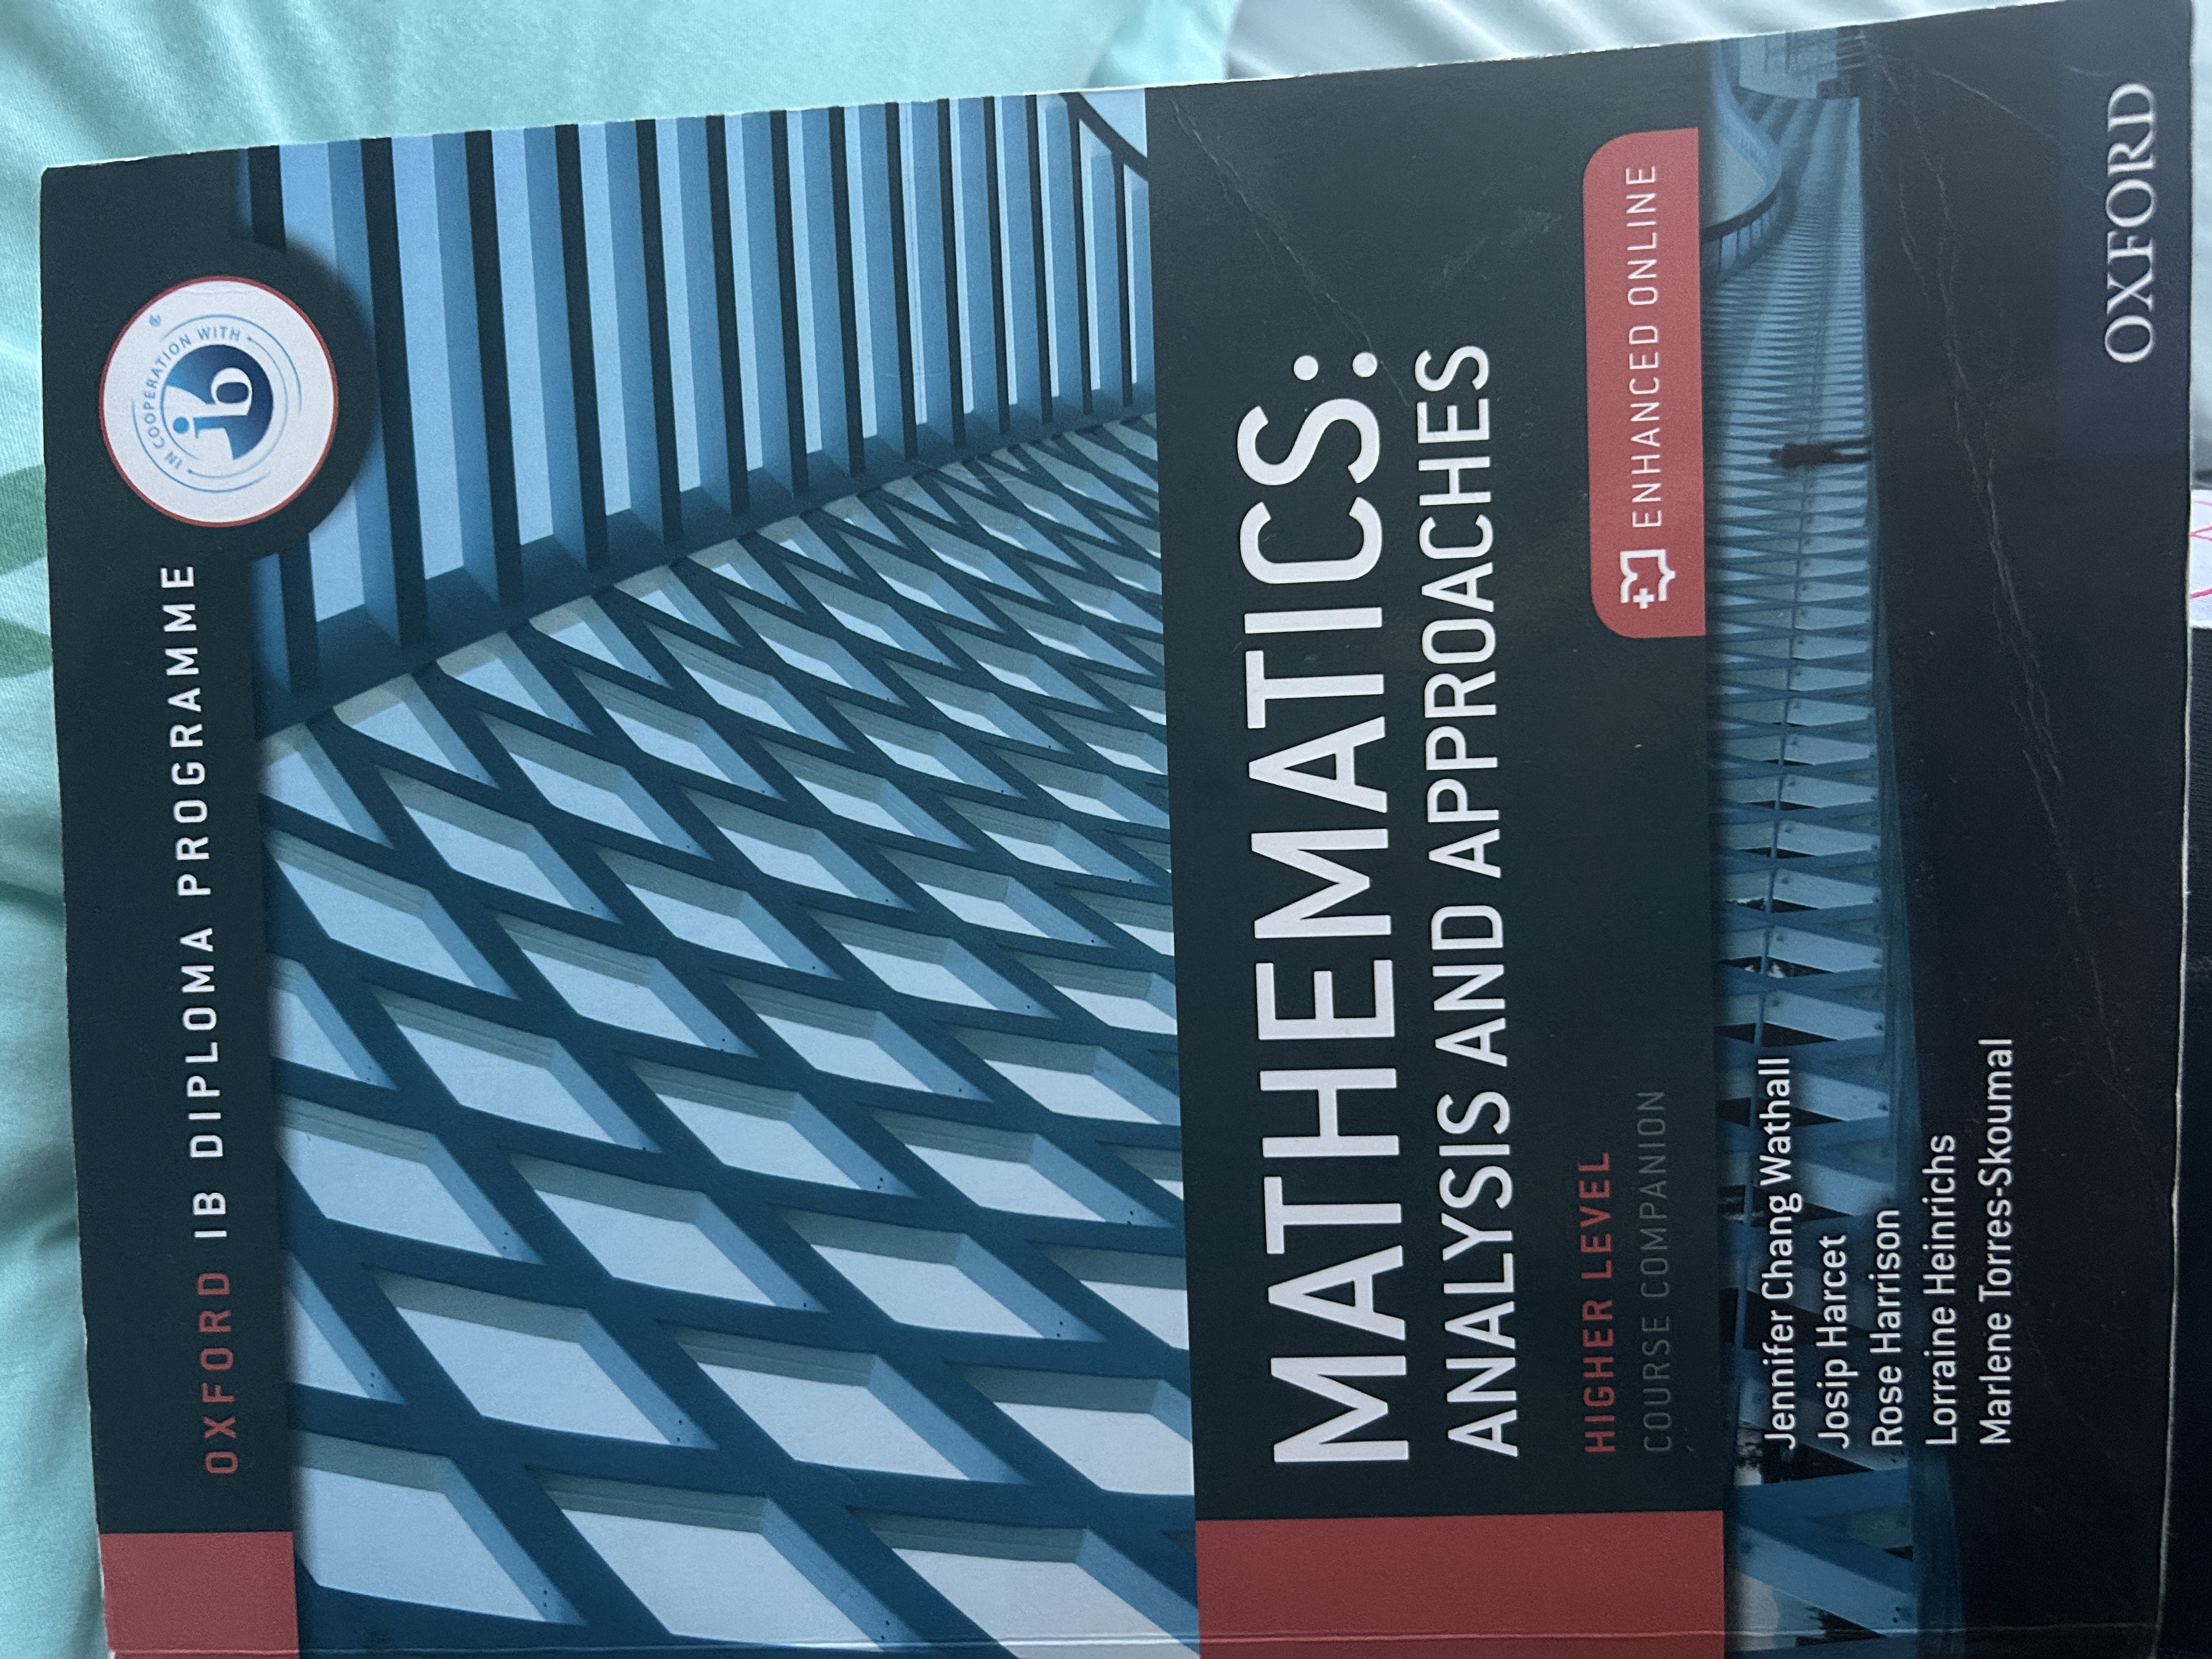 OXFORD IB DIPLOMA PROGRAMME
IN COOPERATION WITH
ib
MATHEMATICS:
ANALYSIS AND APPROACHES
HIGHER LEVEL
COURSE COMPANION
ENHANCED ONLINE
Jennifer Chang Wathall
Josip Harcet
Rose Harrison
Lorraine Heinrichs
Marlene Torres-Skoumal
OXFORD